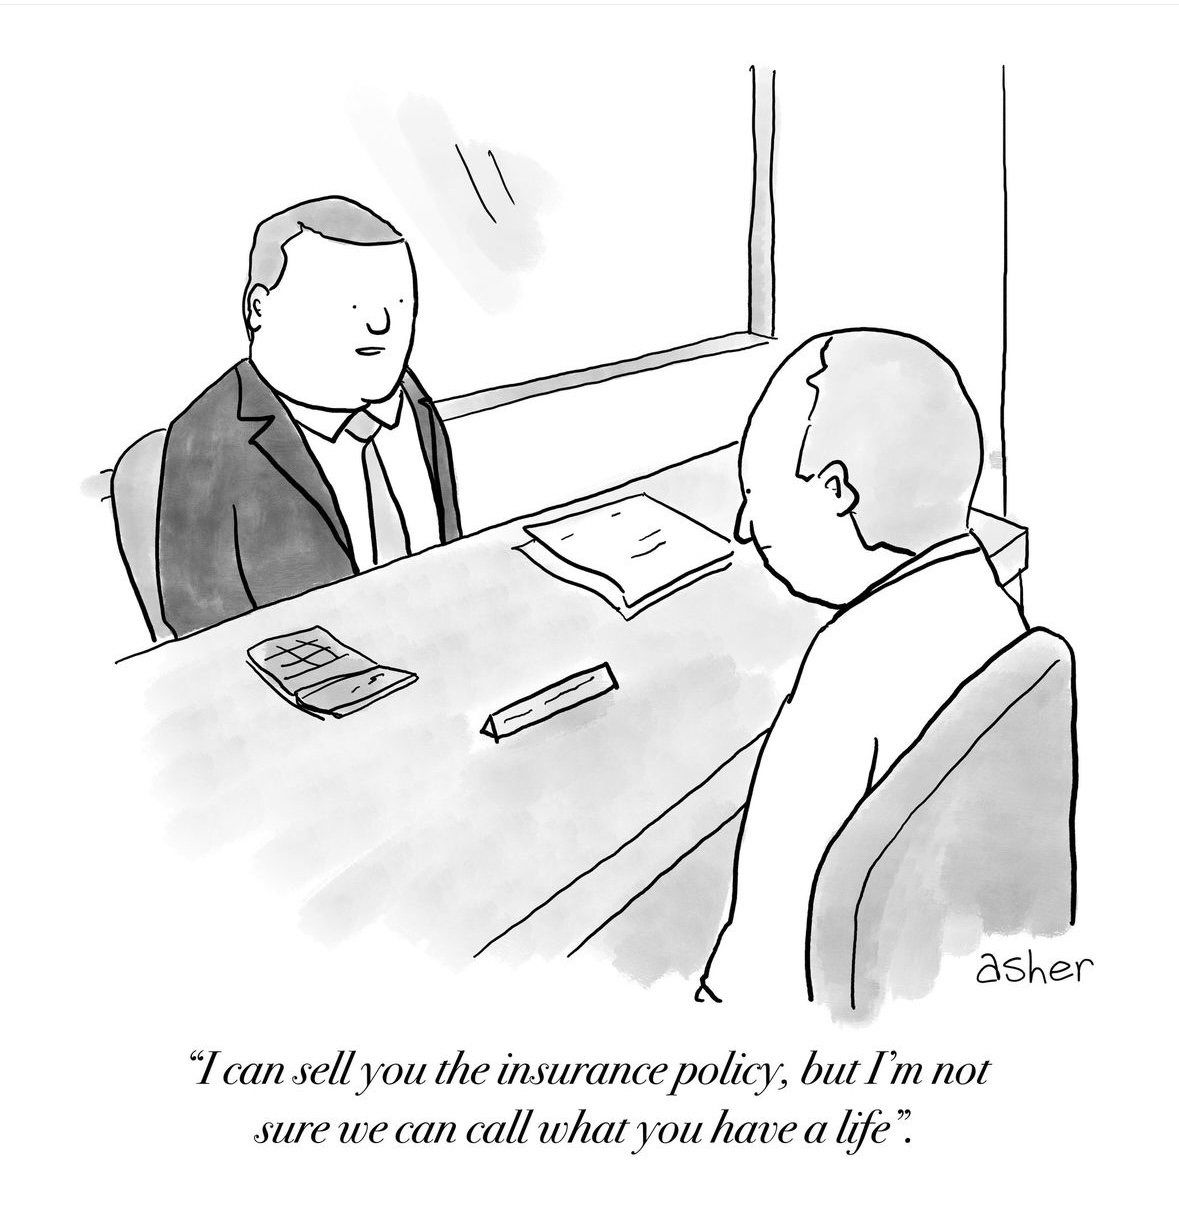 asher
“I can sell you the insurance policy, but I’m not
sure we can call what you have a life”.